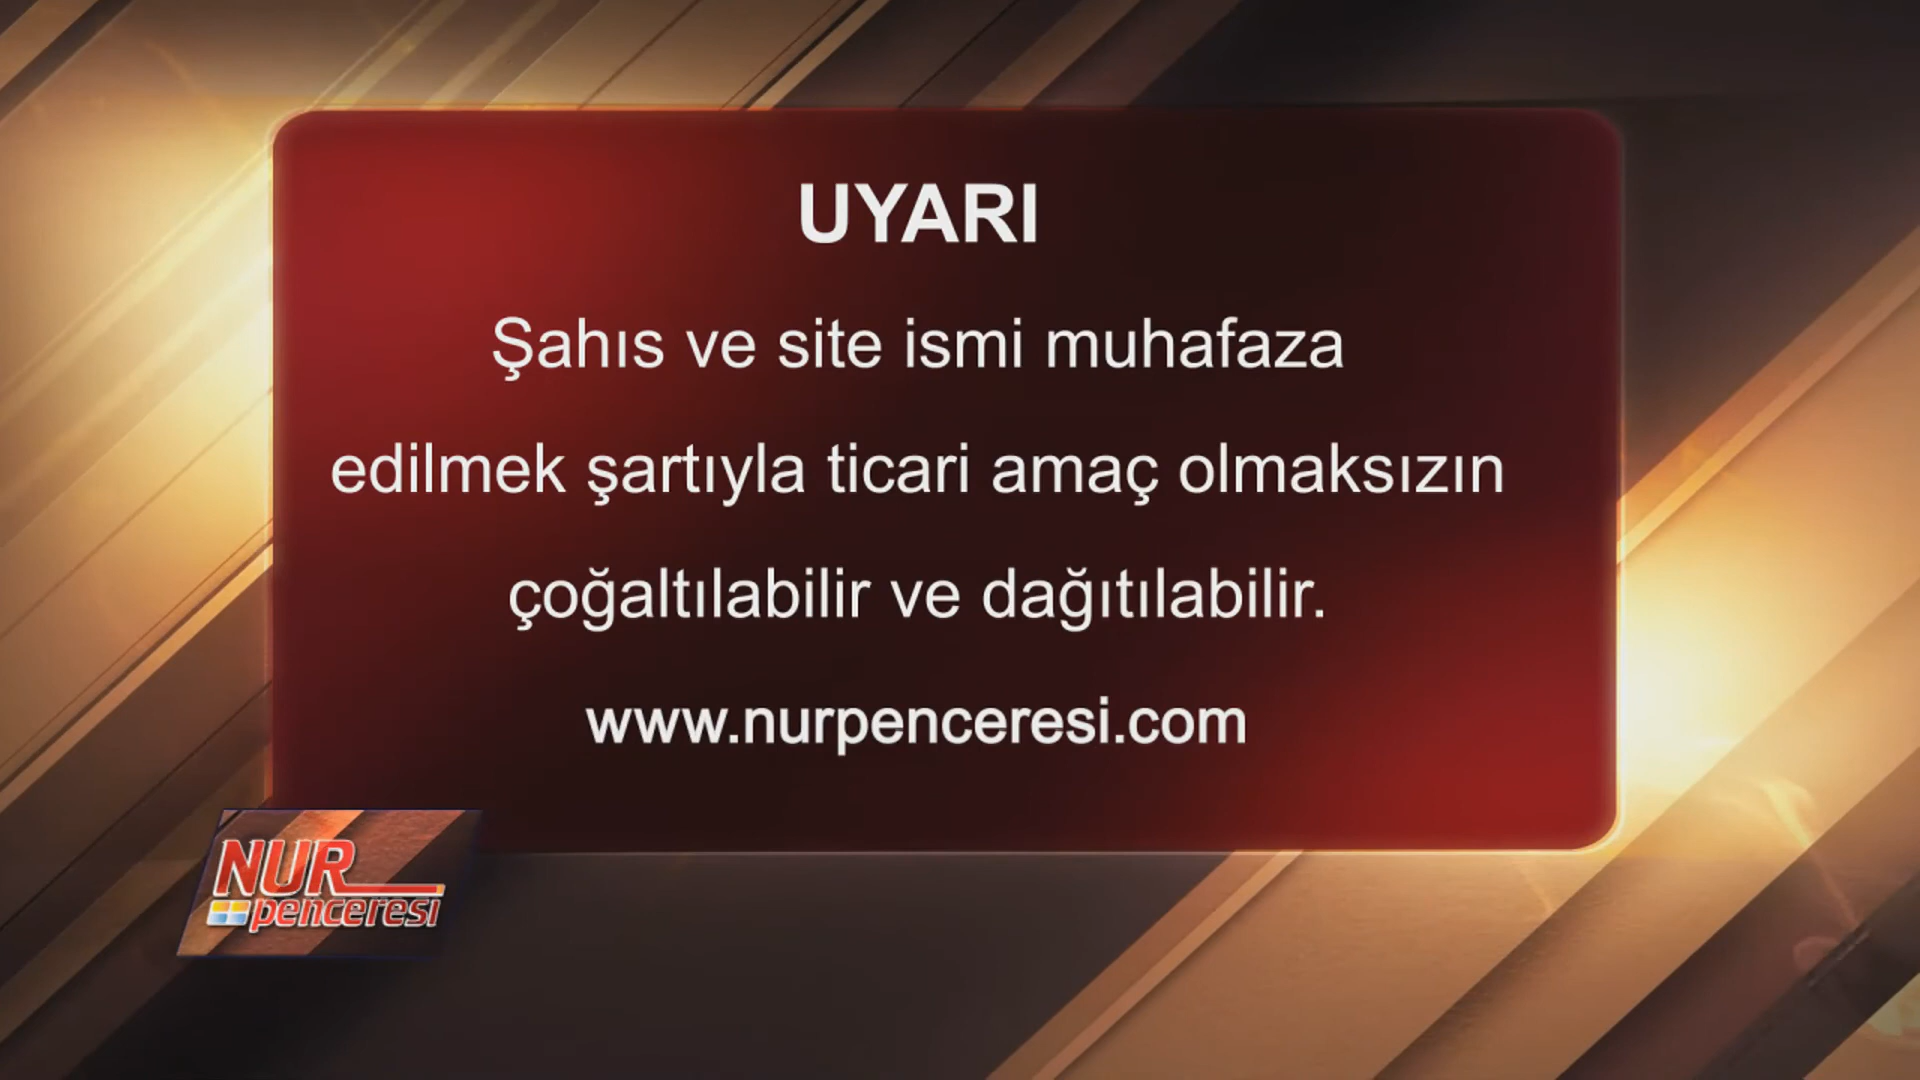 UYARI
Şahıs ve site ismi muhafaza
edilmek şartıyla ticari amaç olmaksızın
çoğaltılabilir ve dağıtılabilir.
www.nurpenceresi.com
NUR
penceresi